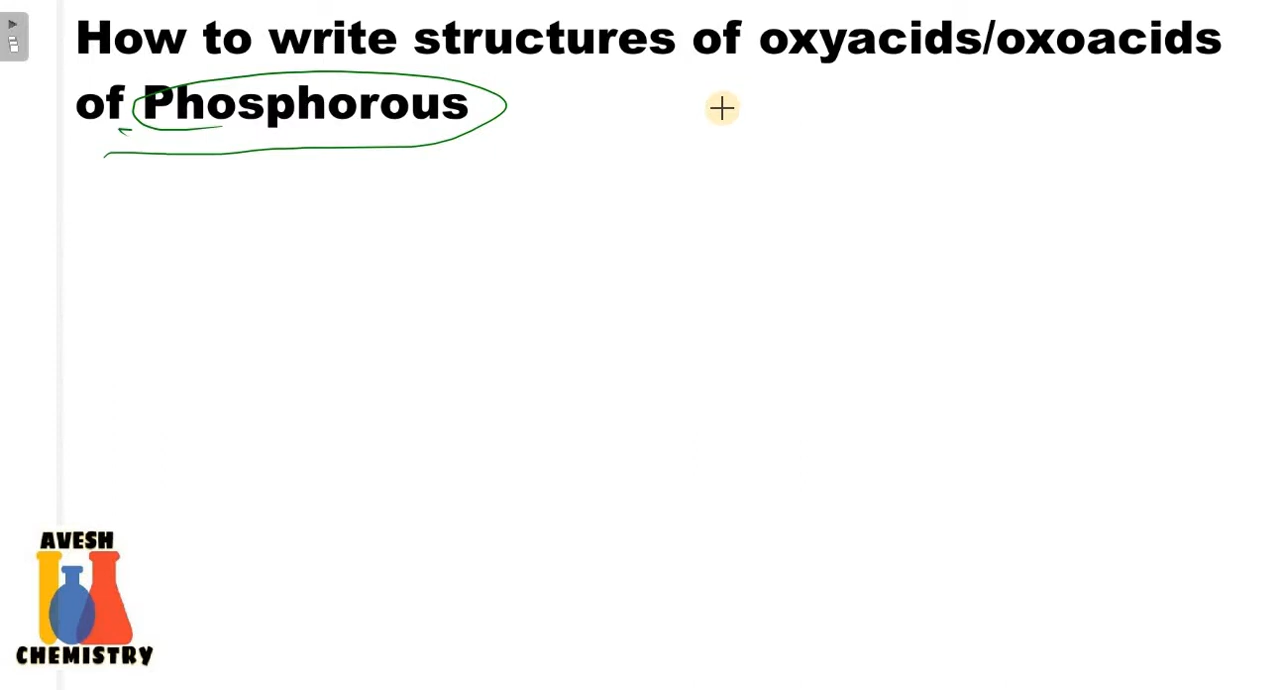 How to write structures of oxyacids/oxoacids
of Phosphorous
AVESH
CHEMISTRY